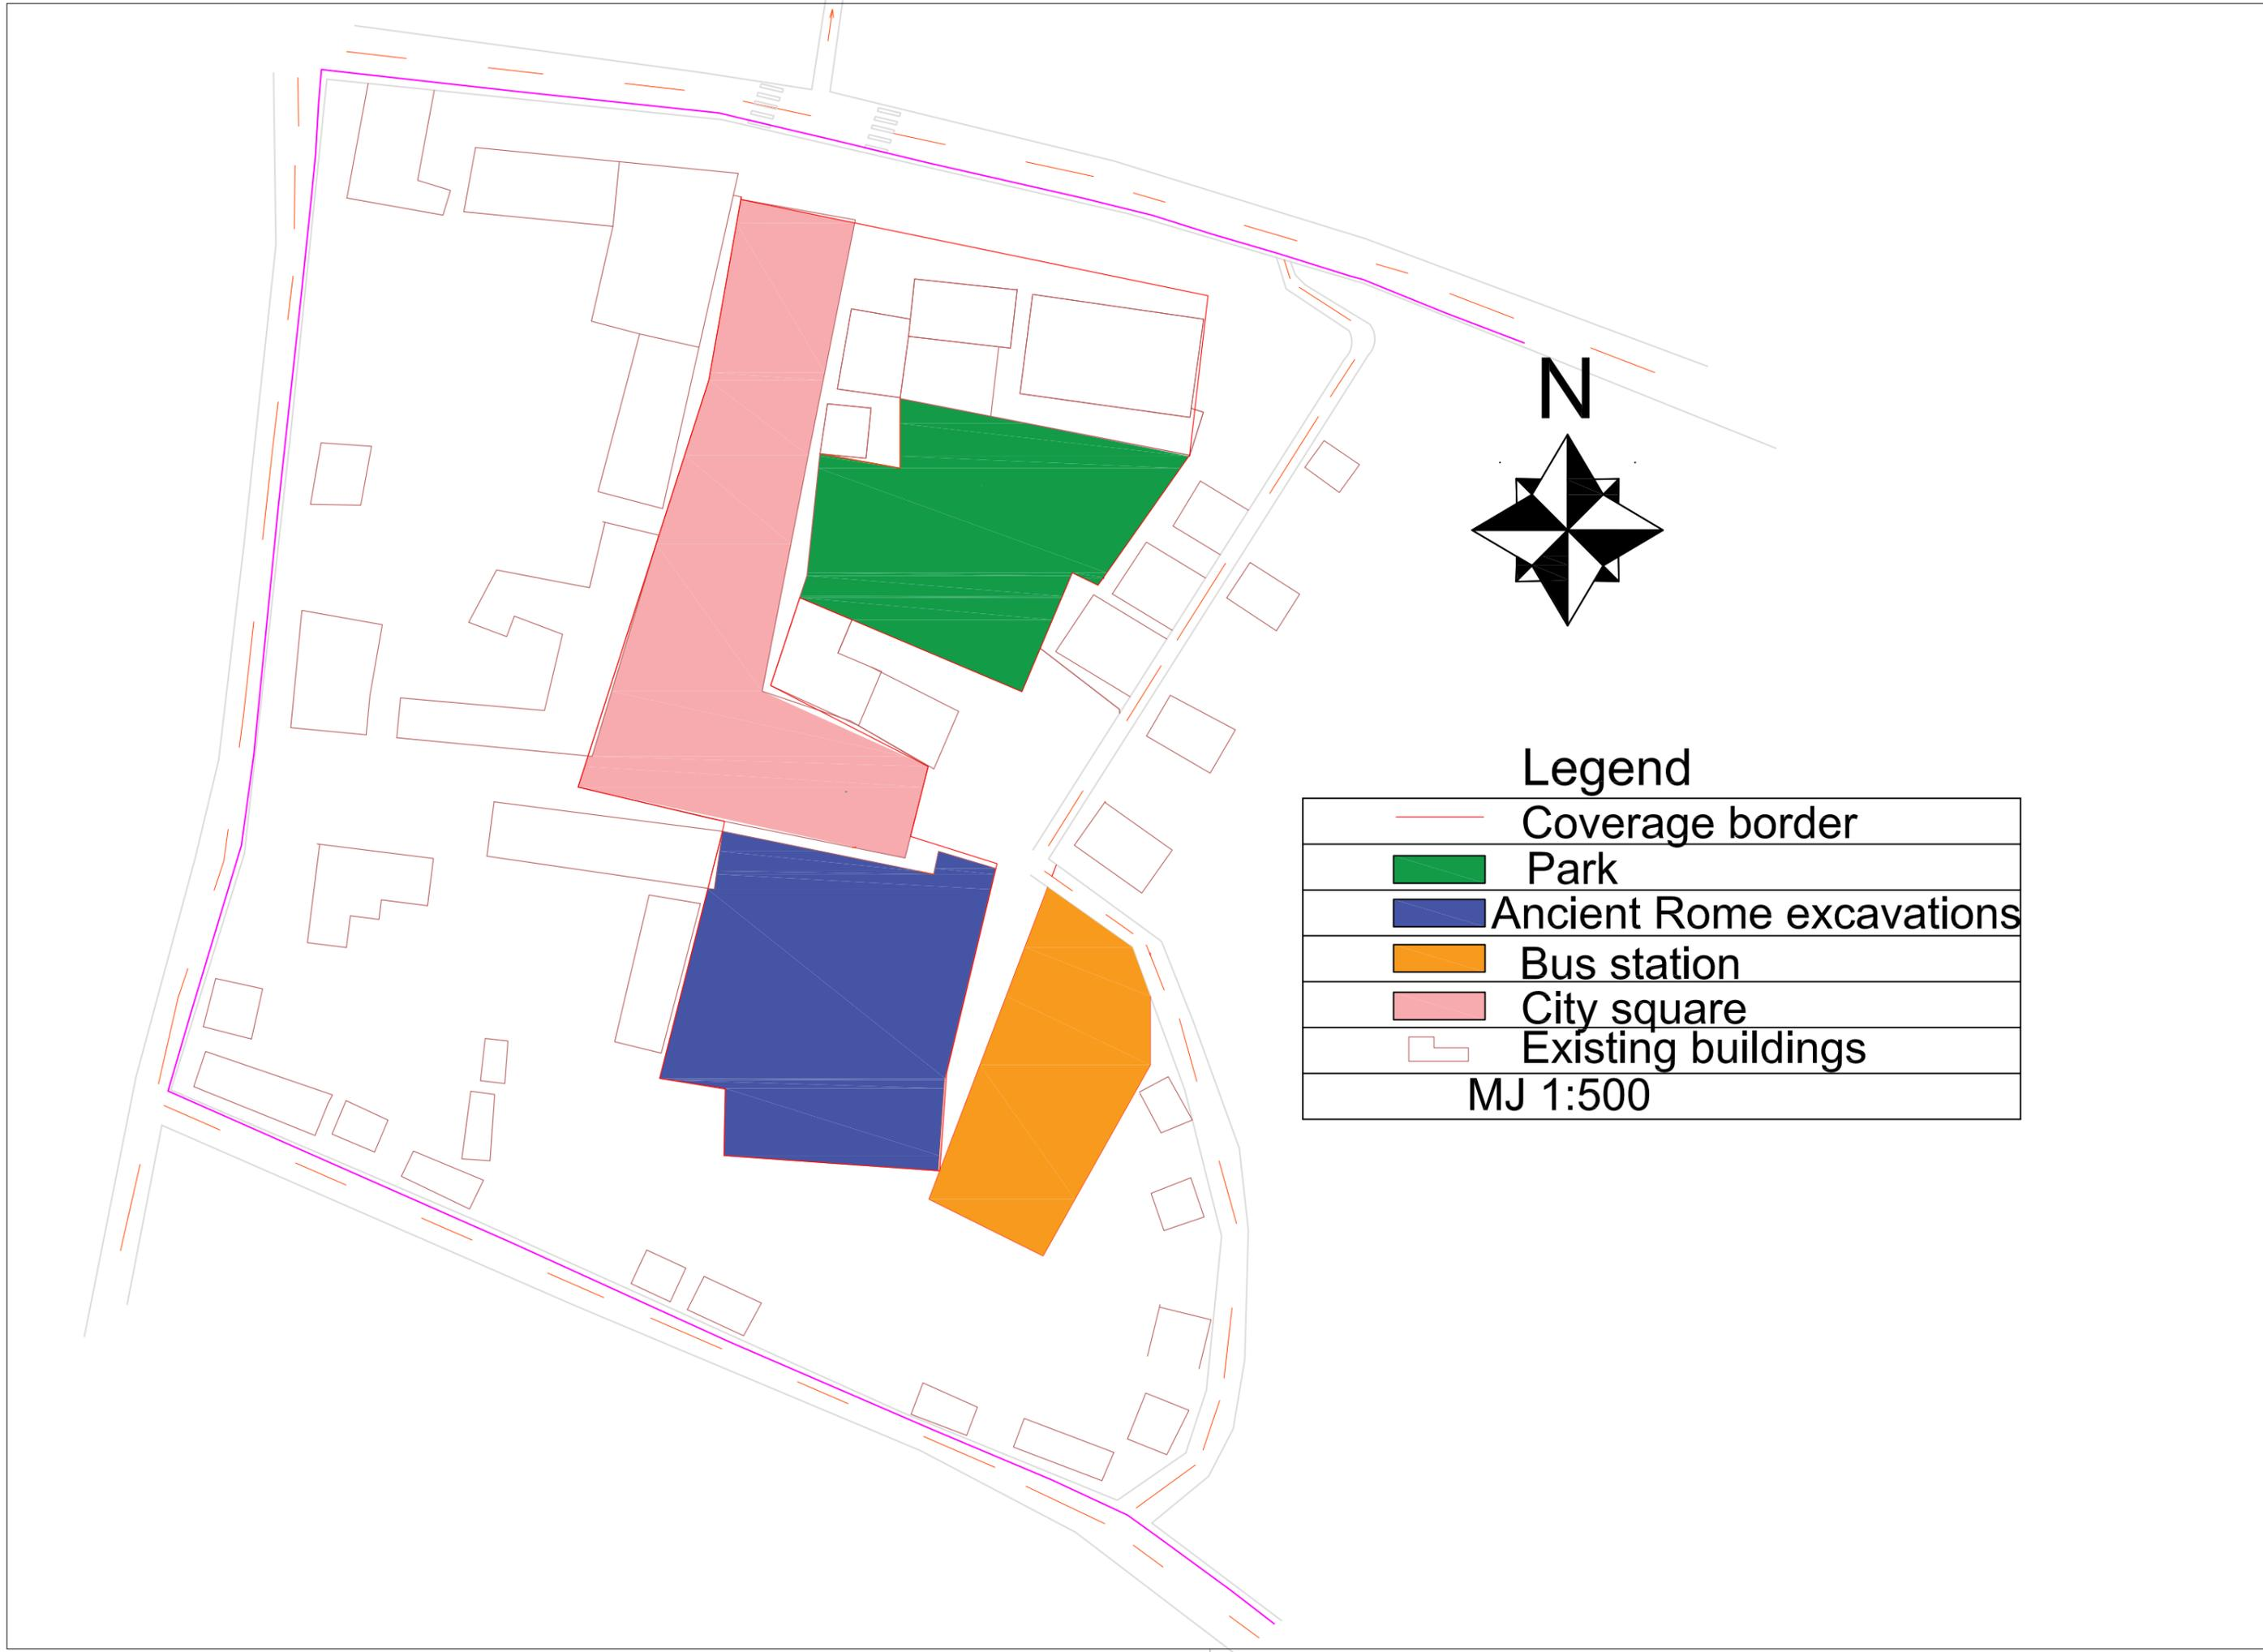 N
Legend
Coverage border
Park
Ancient Rome excavations
Bus station
City square
Existing buildings
MJ 1:500